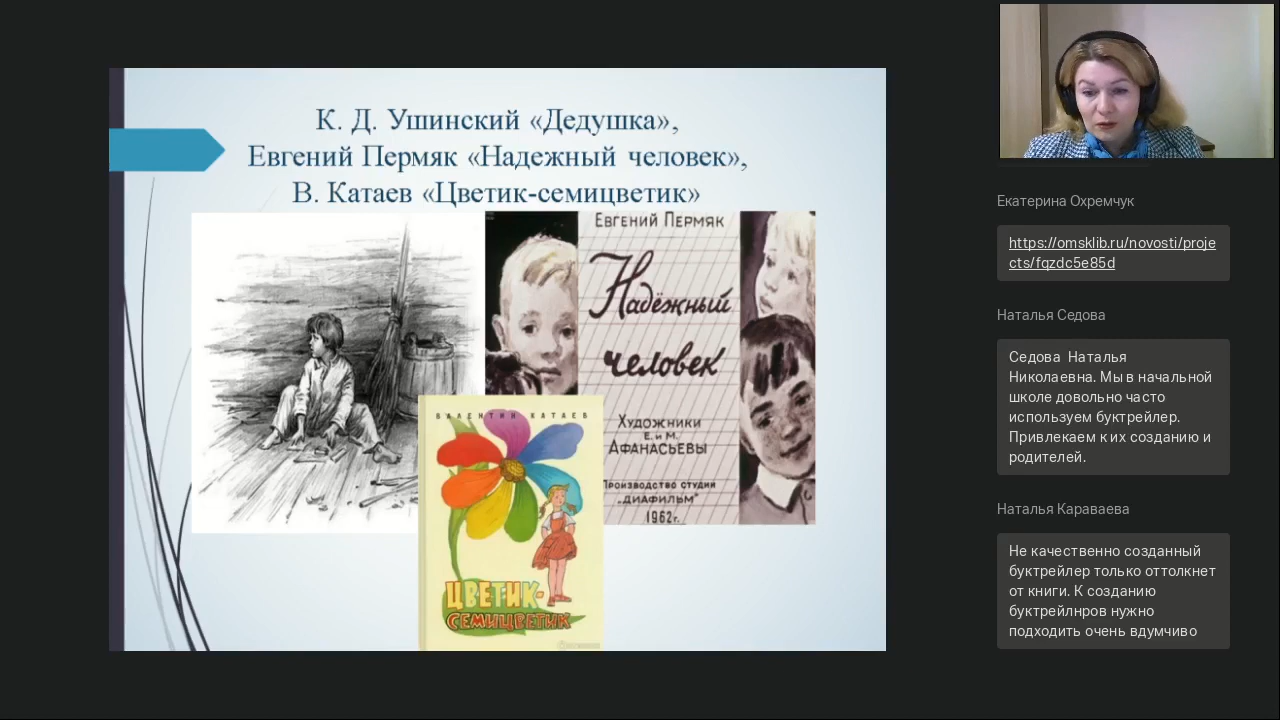 К. Д. Ушинский «Дедушка»,
Евгений Пермяк «Надежный человек»,
В. Катаев «Цветик-семицветик»
ЕВГЕНИЙ ПЕРМЯК
Надёжный
человек
ХУДОЖНИКИ
Е. и М.
АФАНАСЬЕВЫ
ПРОИЗВОДСТВО СТУДИИ
„ДИАФИЛЬМ"
1962г.
ВАЛЕНТИН КАТАЕВ
ЦВЕТИК-
СЕМИЦВЕТИК
Екатерина Охремчук
https://omsklib.ru/novosti/proje
cts/fqzdc5e85d
Наталья Седова
Седова Наталья
Николаевна. Мы в начальной
школе довольно часто
используем буктрейлер.
Привлекаем к их созданию и
родителей.
Наталья Караваева
Не качественно созданный
буктрейлер только оттолкнет
от книги. К созданию
буктрейлнров нужно
подходить очень вдумчиво